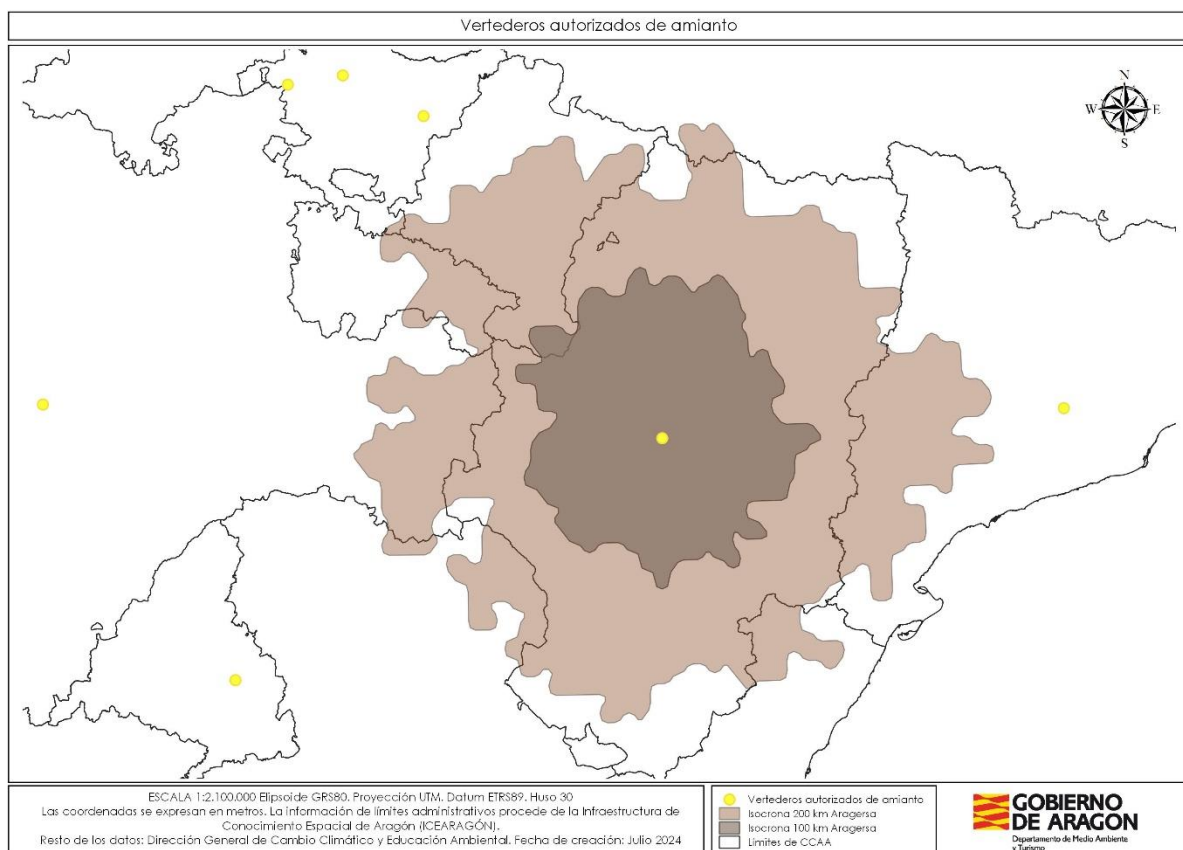 Vertederos autorizados de amianto
N
W
E
S
ESCALA 1:2.100.000 Elipsoide GRS80. Proyección UTM. Datum ETRS89. Huso 30
Las coordenadas se expresan en metros. La información de límites administrativos procede de la Infraestructura de
Conocimiento Espacial de Aragón (ICEARAGÓN).
Resto de los datos: Dirección General de Cambio Climático y Educación Ambiental. Fecha de creación: Julio 2024
Vertederos autorizados de amianto
Isocrona 200 km Aragersa
Isocrona 100 km Aragersa
Límites de CCAA
GOBIERNO
DE ARAGON
Departamento de Medio Ambiente
y Turismo